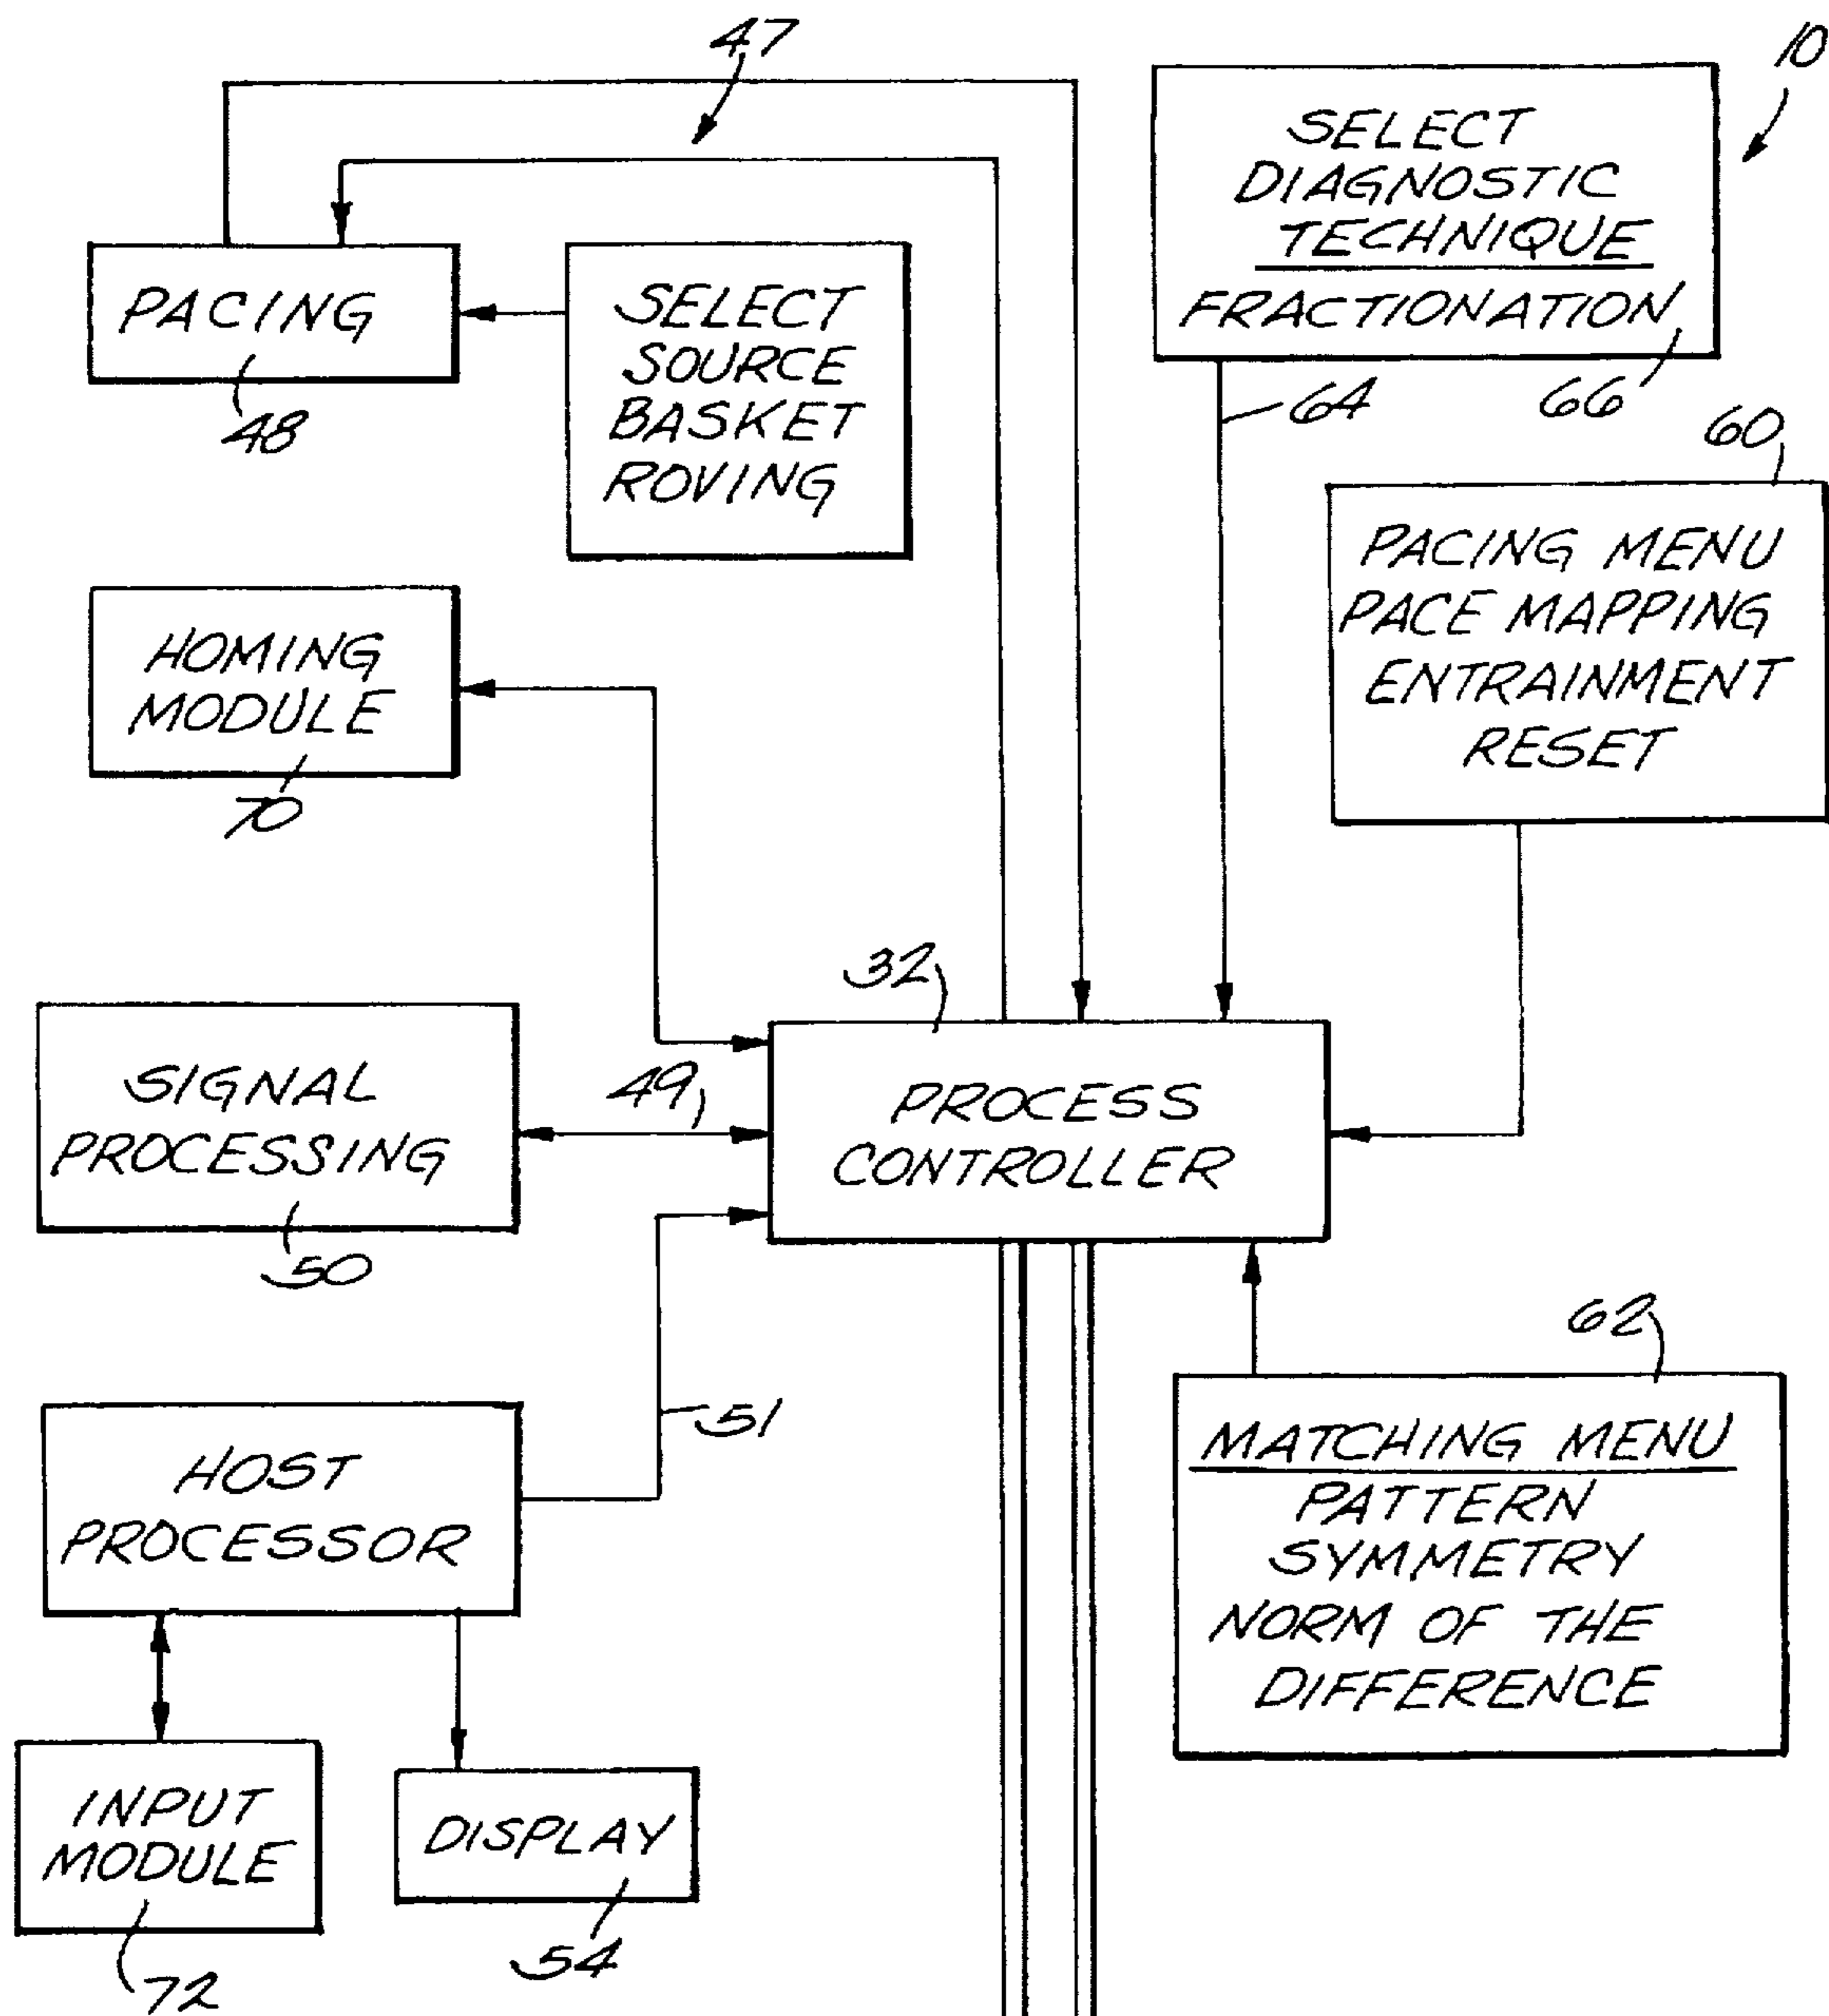 47
10
SELECT
DIAGNOSTIC
TECHNIQUE
FRACTIONATION
66
64
PACING
48
SELECT
SOURCE
BASKET
ROVING
60
PACING MENU
PACE MAPPING
ENTRAINMENT
RESET
HOMING
MODULE
70
32
PROCESS
CONTROLLER
SIGNAL
PROCESSING
50
49
51
HOST
PROCESSOR
62
MATCHING MENU
PATTERN
SYMMETRY
NORM OF THE
DIFFERENCE
INPUT
MODULE
72
DISPLAY
54